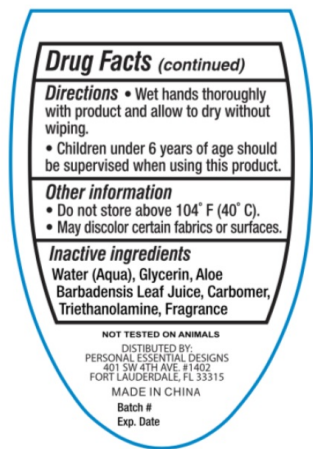 Drug Facts (continued)
Directions • Wet hands thoroughly
with product and allow to dry without
wiping.
• Children under 6 years of age should
be supervised when using this product.
Other information
• Do not store above 104° F (40° C).
• May discolor certain fabrics or surfaces.
Inactive ingredients
Water (Aqua), Glycerin, Aloe
Barbadensis Leaf Juice, Carbomer,
Triethanolamine, Fragrance
NOT TESTED ON ANIMALS
DISTIBUTED BY:
PERSONAL ESSENTIAL DESIGNS
401 SW 4TH AVE. #1402
FORT LAUDERDALE, FL 33315
MADE IN CHINA
Batch #
Exp. Date